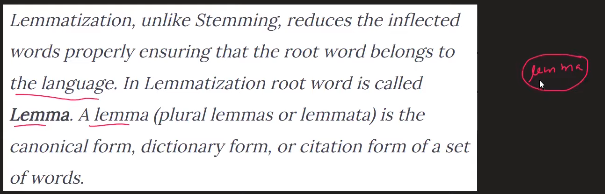 Lemmatization, unlike Stemming, reduces the inflected
words properly ensuring that the root word belongs to
the language. In Lemmatization root word is called
Lemma. A lemma (plural lemmas or lemmata) is the
canonical form, dictionary form, or citation form of a set
of words.
lemma